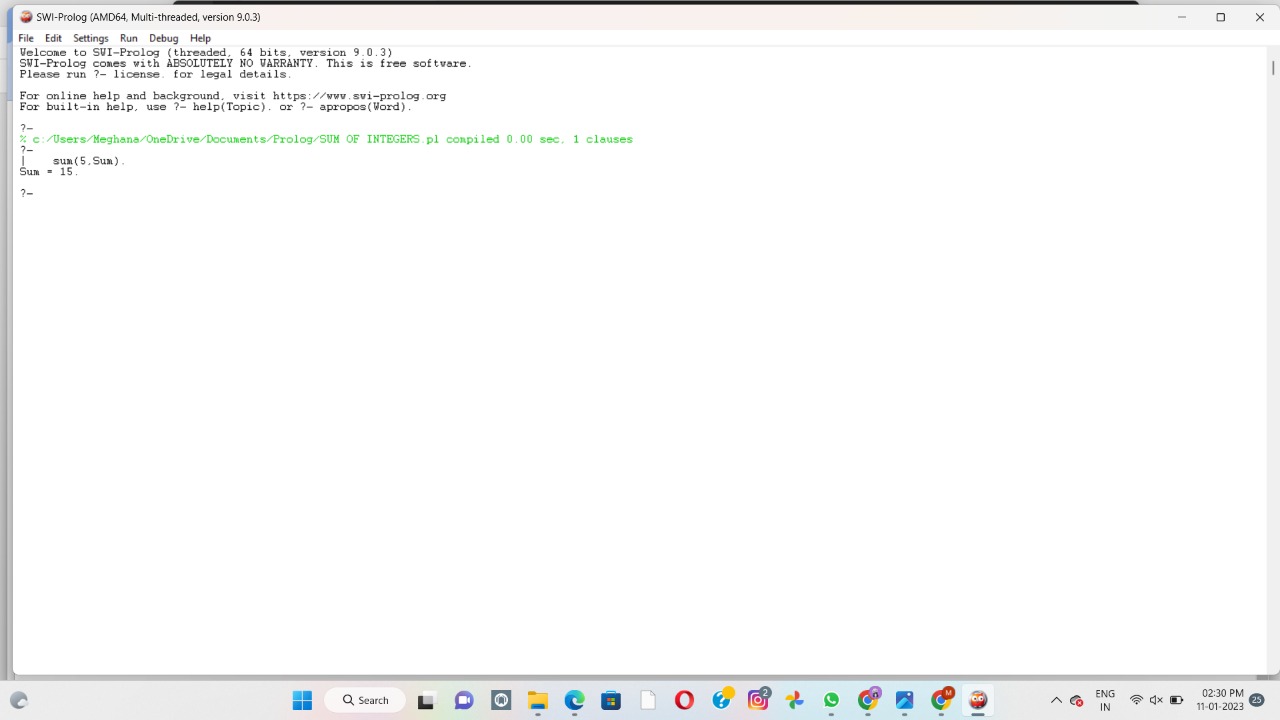 SWI-Prolog (AMD64, Multi-threaded, version 9.0.3)
File Edit Settings Run Debug Help
Welcome to SWI-Prolog (threaded, 64 bits, version 9.0.3)
SWI-Prolog comes with ABSOLUTELY NO WARRANTY. This is free software.
Please run ?- license. for legal details.
For online help and background, visit https://www.swi-prolog.org
For built-in help, use ?- help(Topic). or ?- apropos(Word).
?-
% c:/Users/Meghana/OneDrive/Documents/Prolog/SUM OF INTEGERS.pl compiled 0.00 sec, 1 clauses
?-
| sum(5,Sum).
Sum = 15.
?-
Search
2
M
ENG
IN
02:30 PM
11-01-2023
25